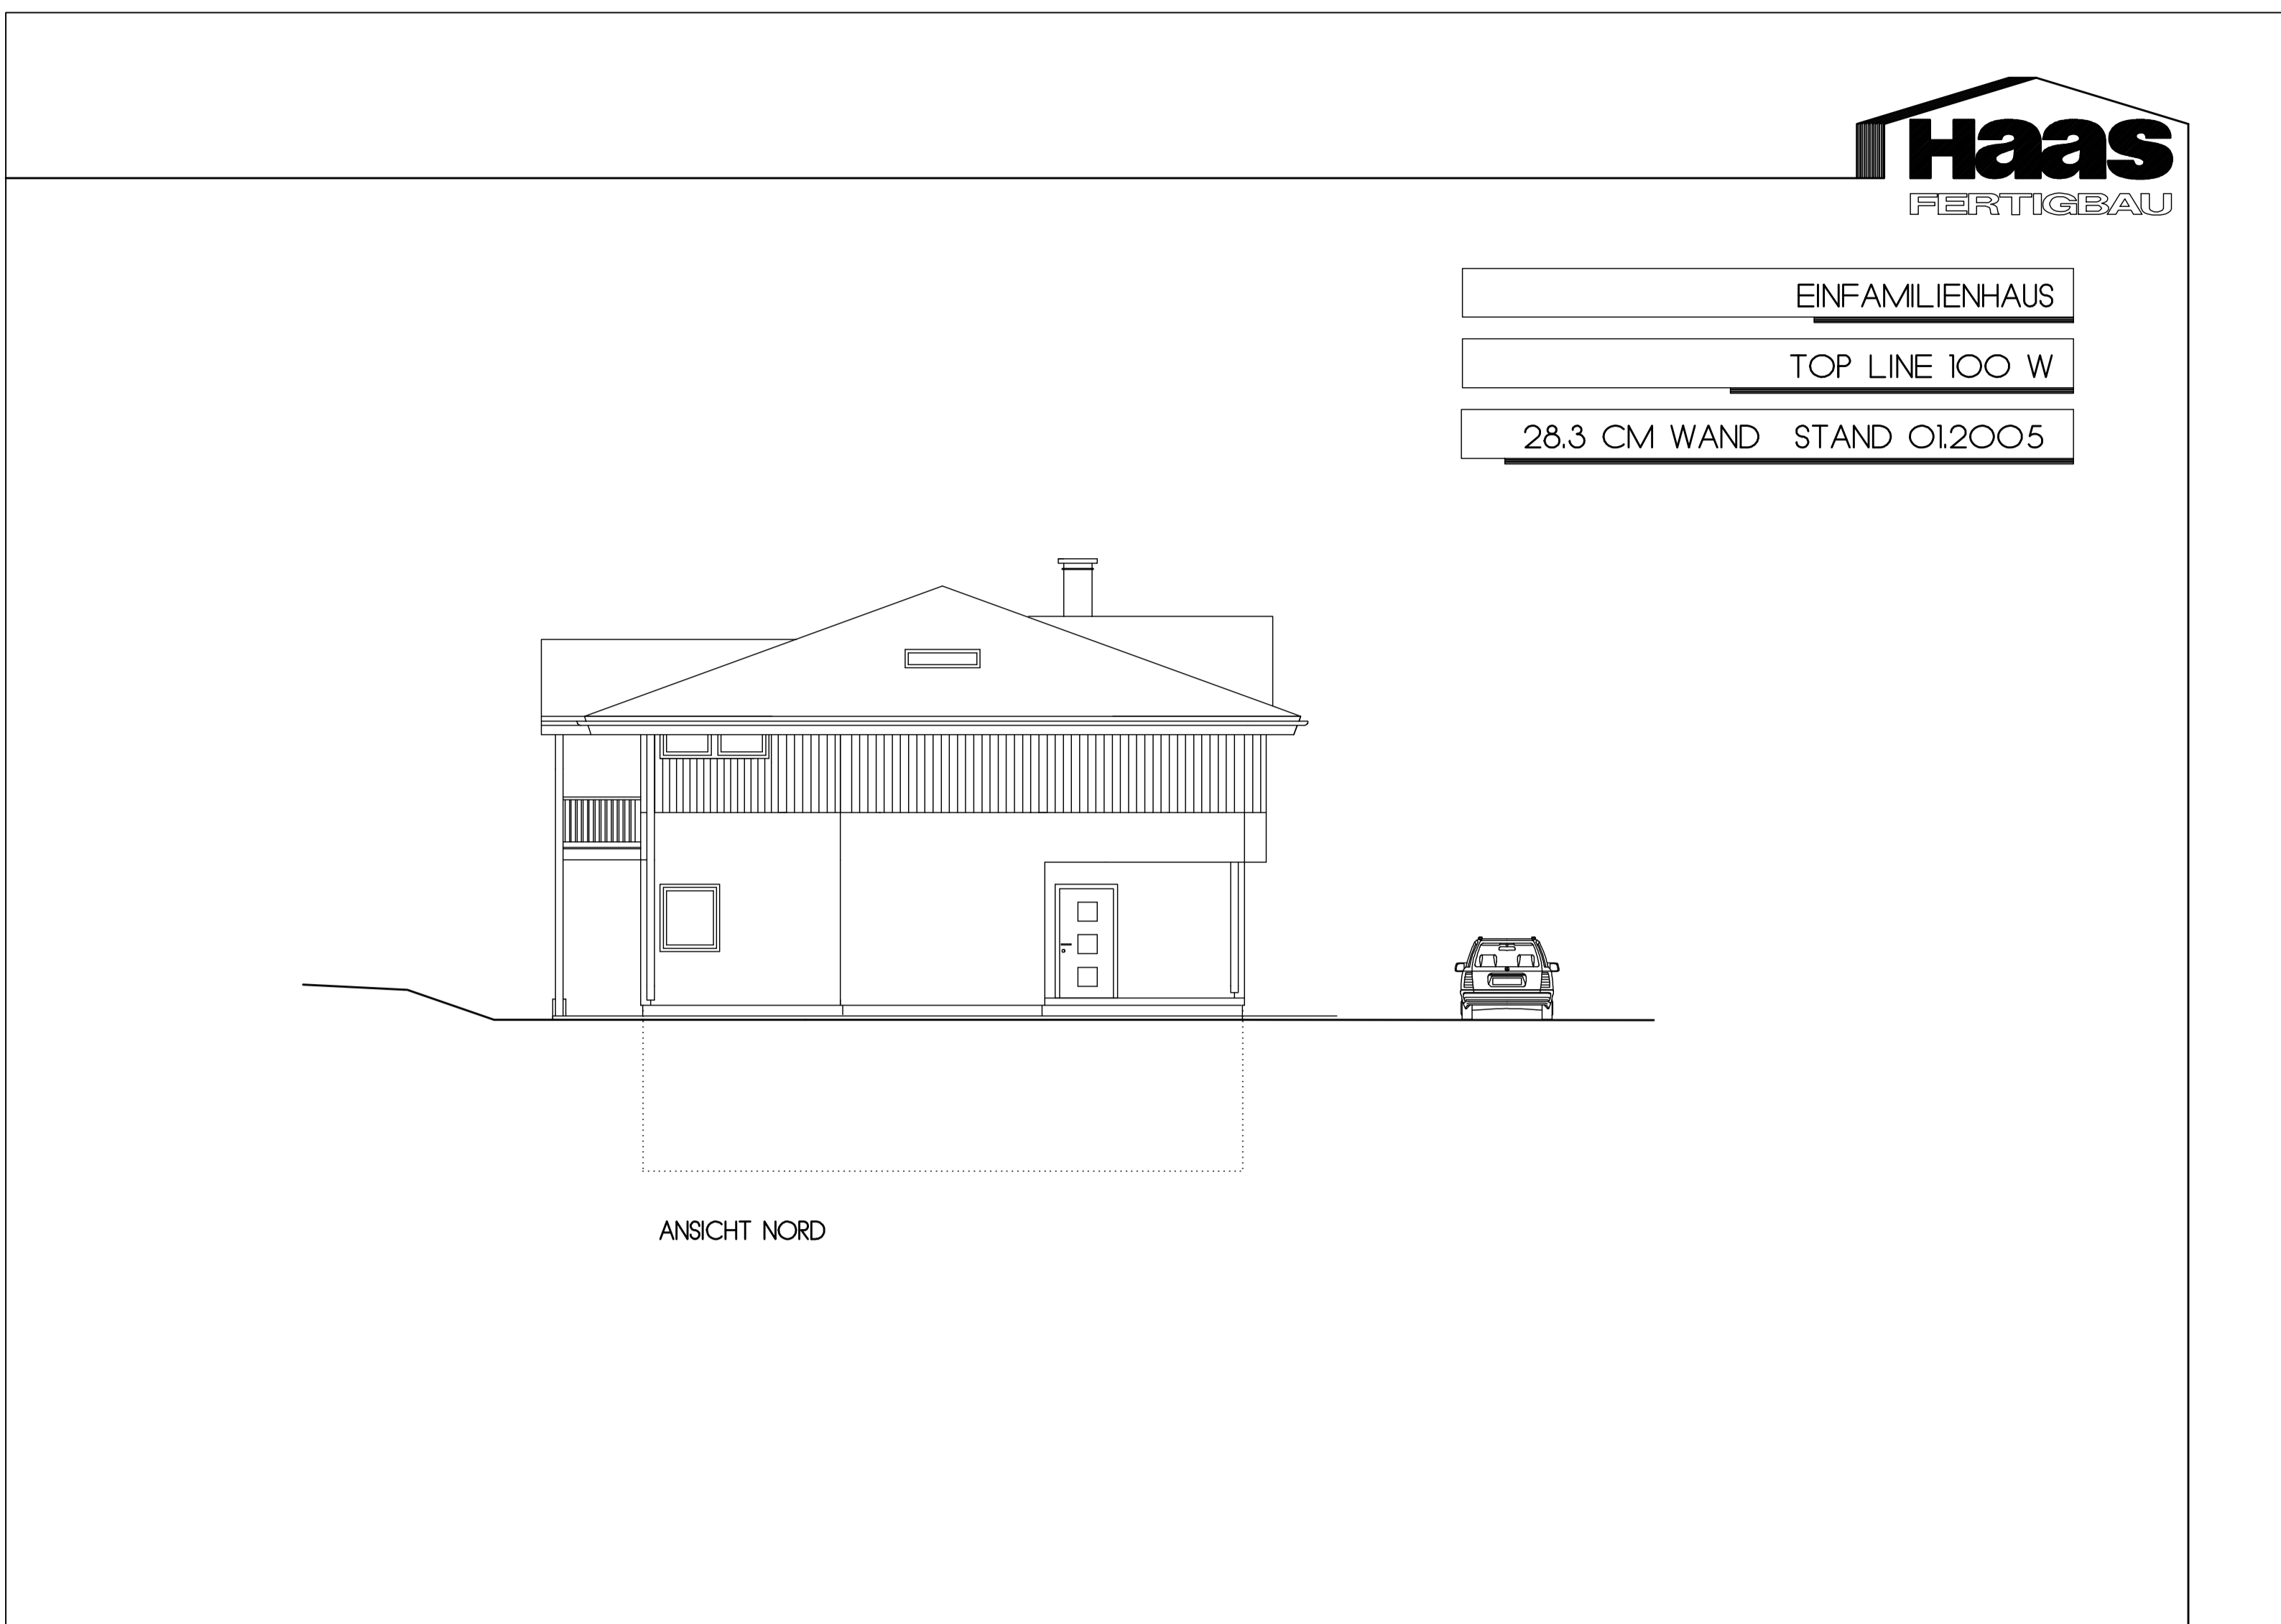 Haas
FERTIGBAU
EINFAMILIENHAUS
TOP LINE 100 W
28.3 CM WAND STAND 01.2005
ANSICHT NORD